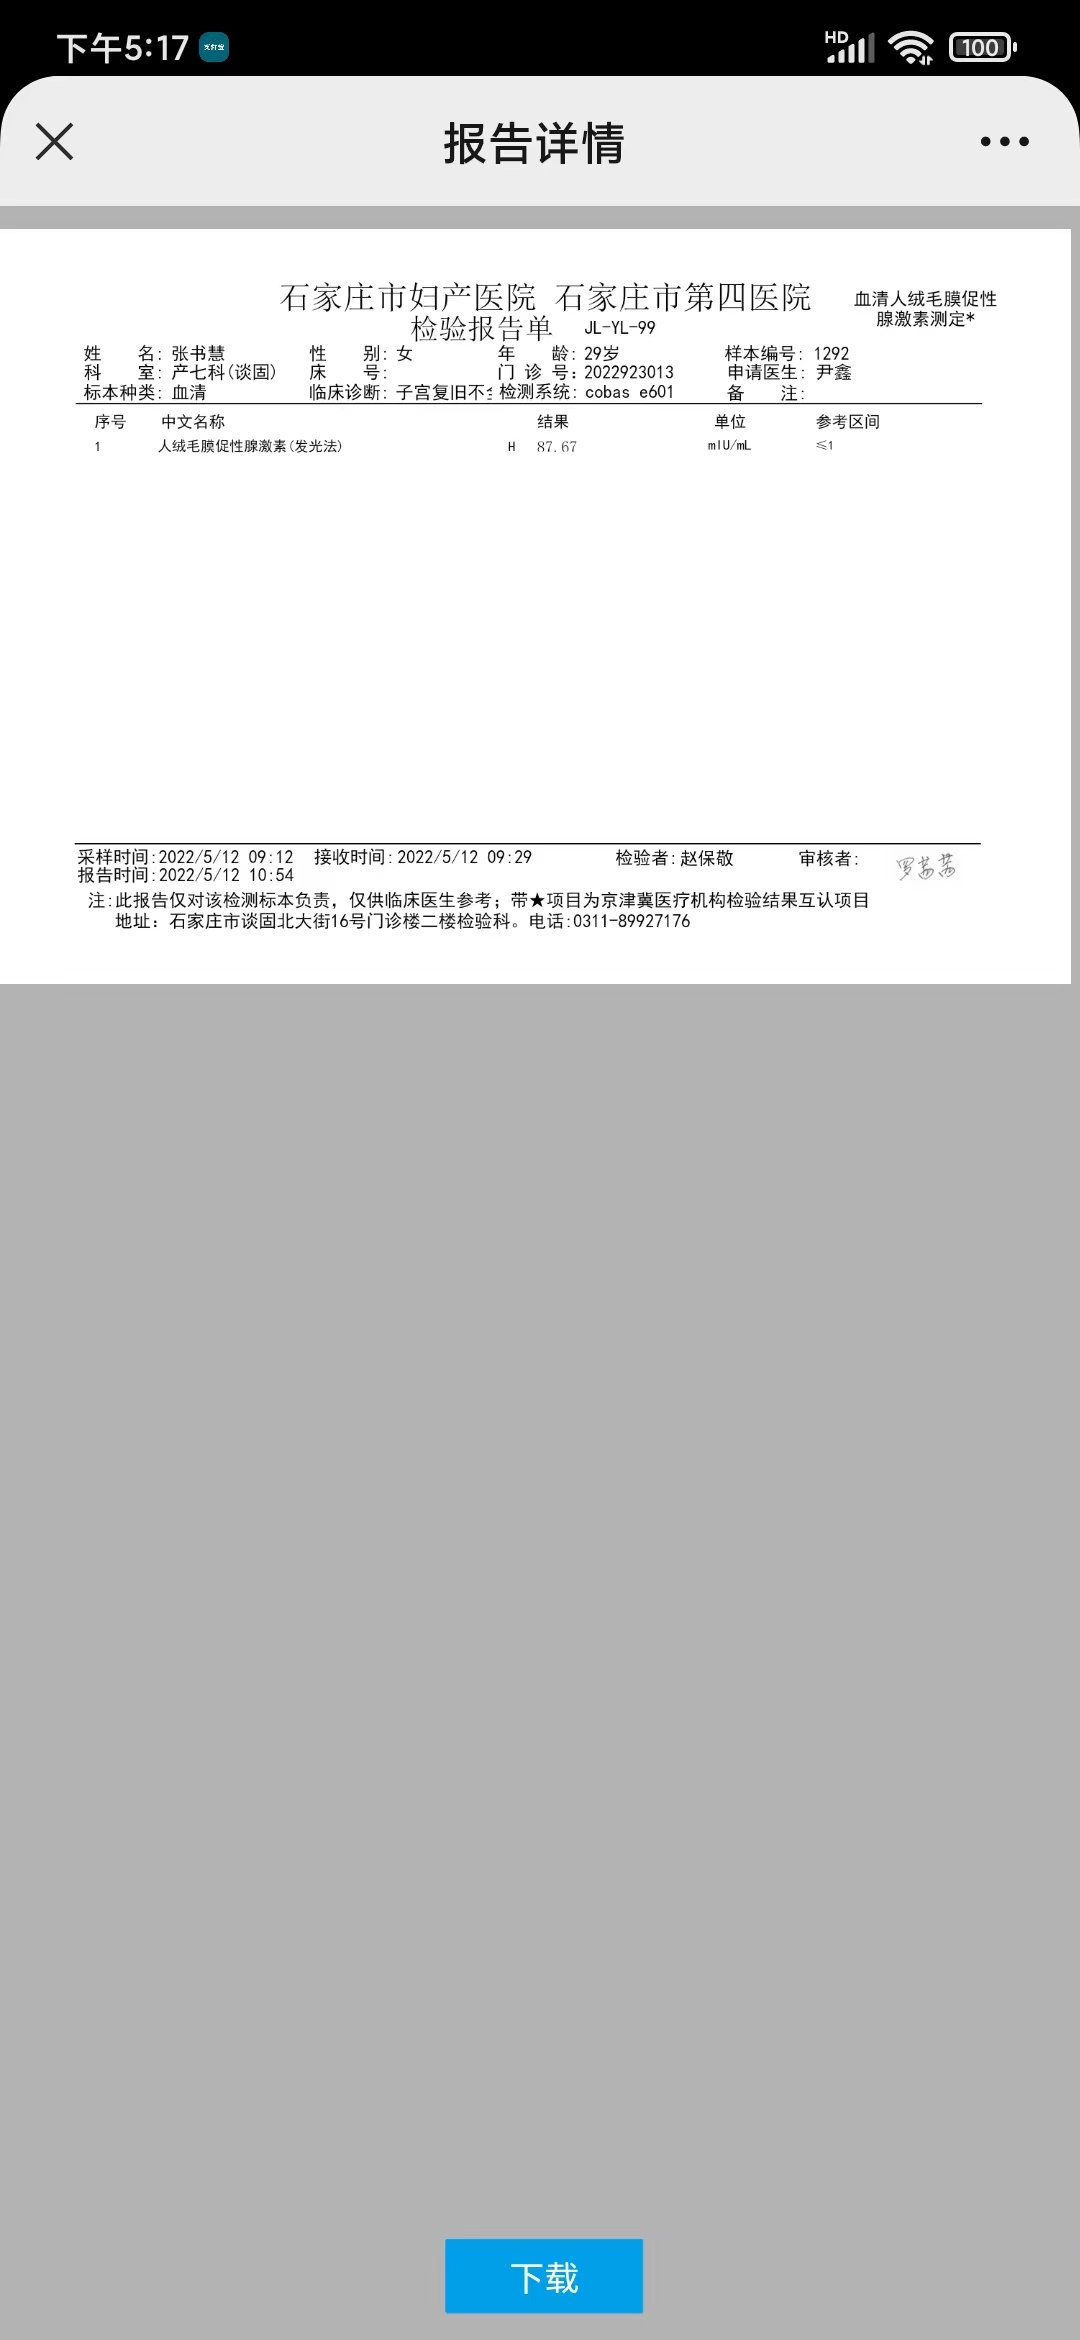 下午5:17
HD
100
报告详情
石家庄市妇产医院 石家庄市第四医院
血清人绒毛膜促性
腺激素测定*
检验报告单 JL-YL-99
姓 名: 张书慧 性 别: 女 年 龄: 29岁 样本编号: 1292
科 室: 产七科(谈固) 床 号: 门 诊 号: 2022923013 申请医生: 尹鑫
标本种类: 血清 临床诊断: 子宫复旧不 检测系统: cobas e601 备 注:
序号 中文名称 结果 单位 参考区间
1 人绒毛膜促性腺激素(发光法) H 87.67 mIU/mL ≤1
采样时间:2022/5/12 09:12 接收时间:2022/5/12 09:29 检验者:赵保敬 审核者:
报告时间:2022/5/12 10:54
注:此报告仅对该检测标本负责，仅供临床医生参考；带★项目为京津冀医疗机构检验结果互认项目
地址：石家庄市谈固北大街16号门诊楼二楼检验科。电话:0311-89927176
下载